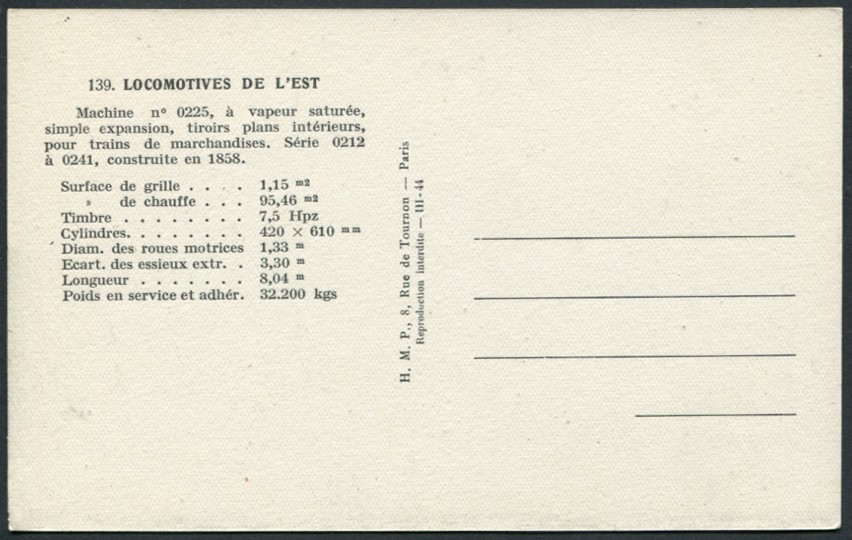 139. LOCOMOTIVES DE L'EST
Machine nº 0225, à vapeur saturée,
simple expansion, tiroirs plans intérieurs,
pour trains de marchandises. Série 0212
à 0241, construite en 1858.
Surface de grille . . . . 1,15 m2
» de chauffe . . . 95,46 m2
Timbre . . . . . . . . 7,5 Hpz
Cylindres. . . . . . . . 420 × 610 mm
Diam. des roues motrices 1,33 m
Ecart. des essieux extr. . 3,30 m
Longueur . . . . . . . 8,04 m
Poids en service et adhér. 32.200 kgs
H. M. P., 8, Rue de Tournon — Paris
Reproduction interdite — III-44